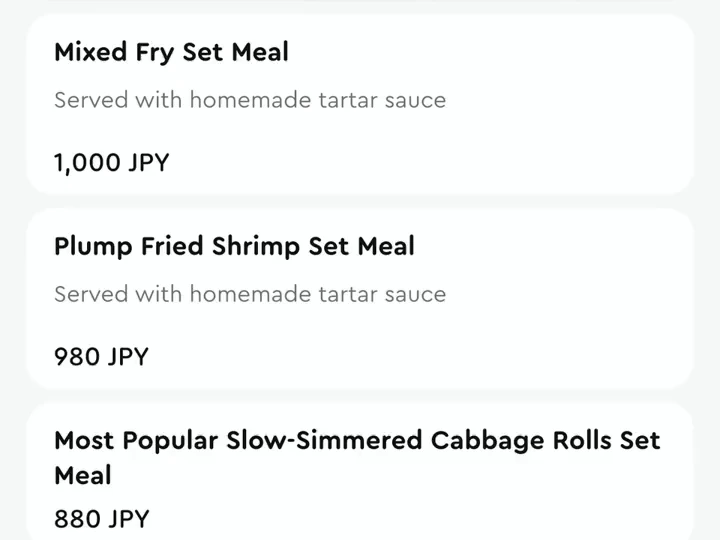 Mixed Fry Set Meal
Served with homemade tartar sauce
1,000 JPY
Plump Fried Shrimp Set Meal
Served with homemade tartar sauce
980 JPY
Most Popular Slow-Simmered Cabbage Rolls Set
Meal
880 JPY